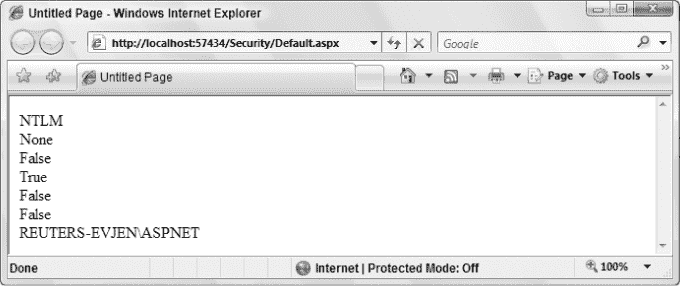 Untitled Page - Windows Internet Explorer
http://localhost:57434/Security/Default.aspx
Google
Untitled Page
Page
Tools
NTLM
None
False
True
False
False
REUTERS-EVJEN\ASPNET
Done
Internet | Protected Mode: Off
100%